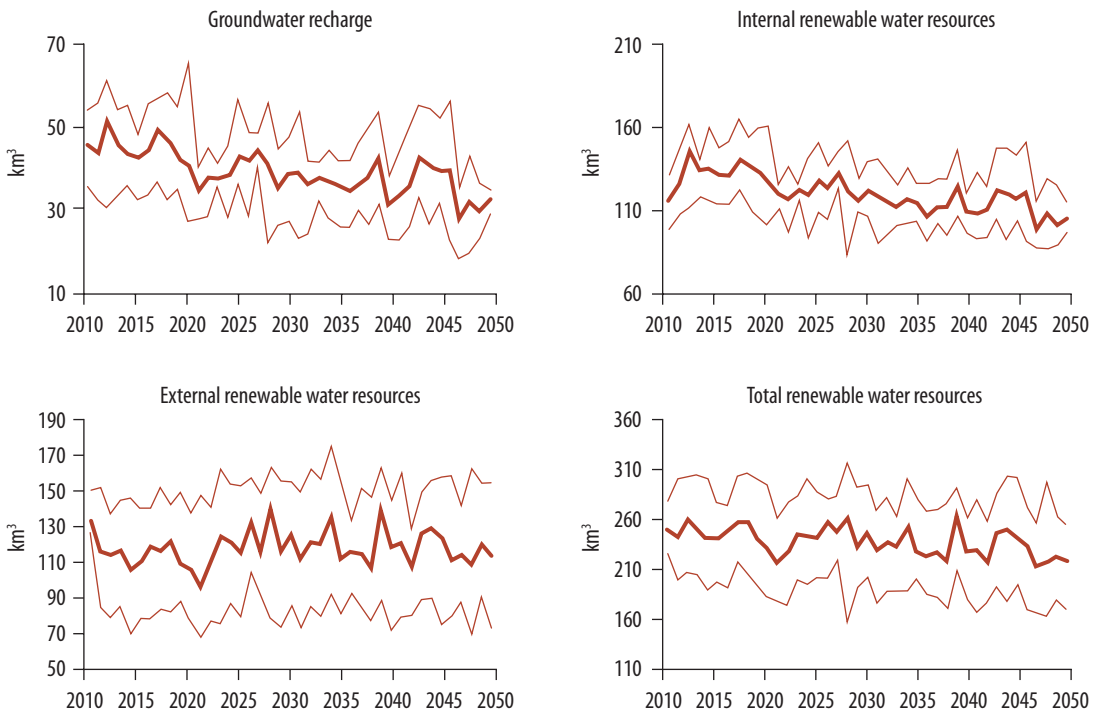 Groundwater recharge
70
50
30
10
km³
2010 2015 2020 2025 2030 2035 2040 2045 2050
Internal renewable water resources
210
160
110
60
km³
2010 2015 2020 2025 2030 2035 2040 2045 2050
External renewable water resources
190
170
150
130
110
90
70
50
km³
2010 2015 2020 2025 2030 2035 2040 2045 2050
Total renewable water resources
360
310
260
210
160
110
km³
2010 2015 2020 2025 2030 2035 2040 2045 2050